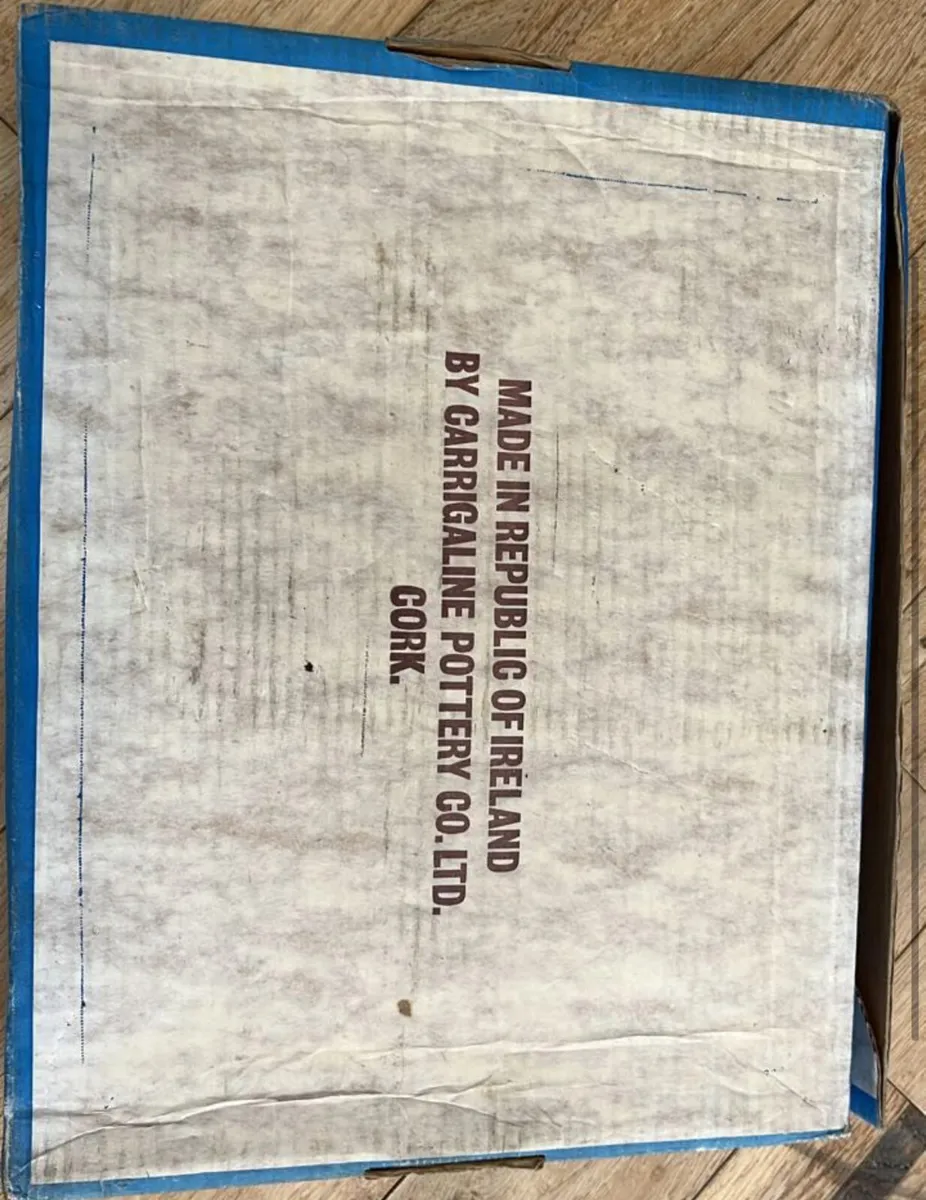 MADE IN REPUBLIC OF IRELAND
BY CARRIGALINE POTTERY CO. LTD.
CORK.